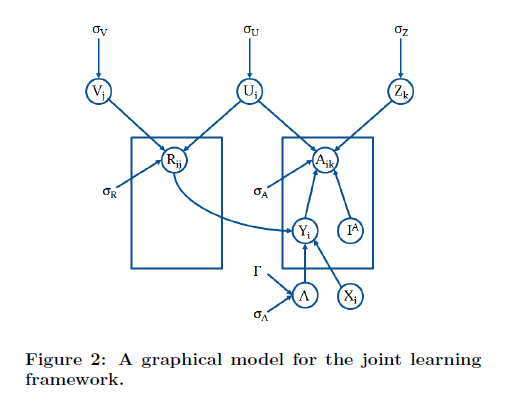 σV σU σZ
Vj Ui Zk
Rij Aik
σR σA
Yi I^A
Γ
Λ Xi
σΛ
Figure 2: A graphical model for the joint learning
framework.